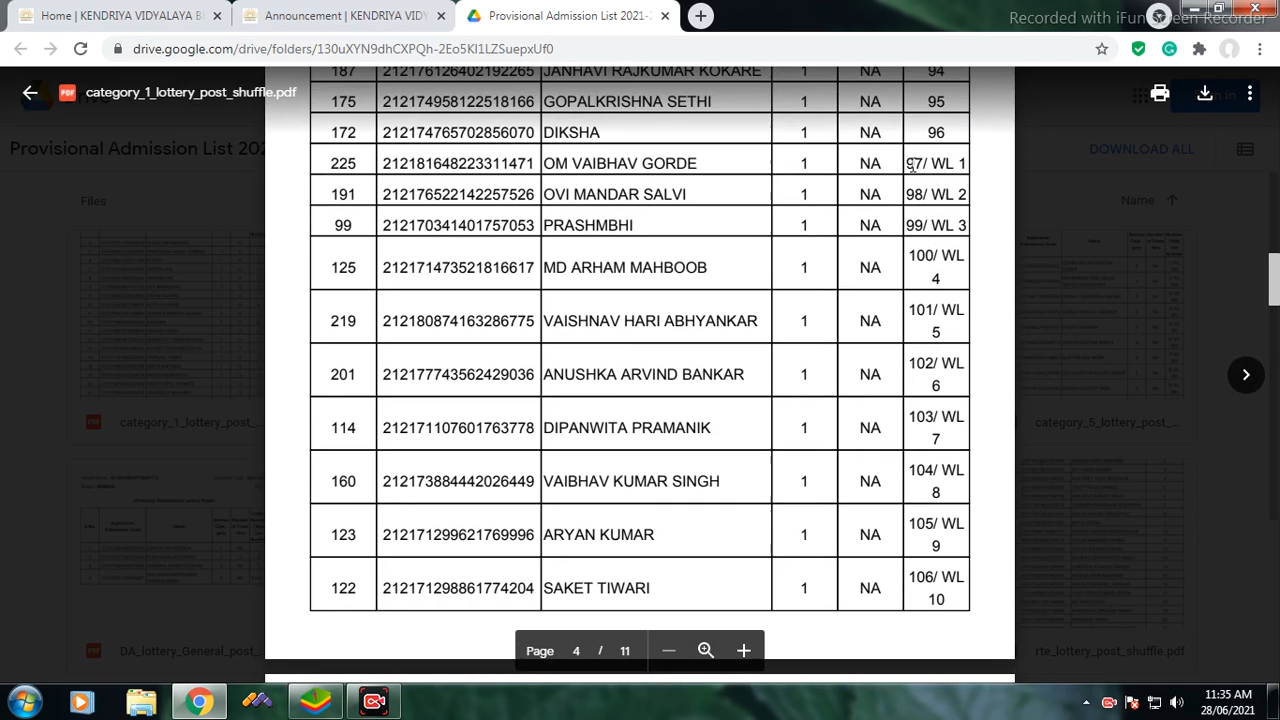 Home | KENDRIYA VIDYALAYA B
Announcement | KENDRIYA VIDY
Provisional Admission List 2021-2
Recorded with iFun Screen Recorder
drive.google.com/drive/folders/130uXYN9dhCXPQh-2Eo5Kl1LZSuepxUf0
category_1_lottery_post_shuffle.pdf
Sign in
Provisional Admission List 202
DOWNLOAD ALL
Files
Name
187 212176126402192265 JANHAVI RAJKUMAR KOKARE 1 NA 94
175 212174958122518166 GOPALKRISHNA SETHI 1 NA 95
172 212174765702856070 DIKSHA 1 NA 96
225 212181648223311471 OM VAIBHAV GORDE 1 NA 97/ WL 1
191 212176522142257526 OVI MANDAR SALVI 1 NA 98/ WL 2
99 212170341401757053 PRASHMBHI 1 NA 99/ WL 3
125 212171473521816617 MD ARHAM MAHBOOB 1 NA 100/ WL
4
219 212180874163286775 VAISHNAV HARI ABHYANKAR 1 NA 101/ WL
5
201 212177743562429036 ANUSHKA ARVIND BANKAR 1 NA 102/ WL
6
114 212171107601763778 DIPANWITA PRAMANIK 1 NA 103/ WL
7
160 212173884442026449 VAIBHAV KUMAR SINGH 1 NA 104/ WL
8
123 212171299621769996 ARYAN KUMAR 1 NA 105/ WL
9
122 212171298861774204 SAKET TIWARI 1 NA 106/ WL
10
category_1_lottery_post_...
category_5_lottery_post_...
DA_lottery_General_post_...
rte_lottery_post_shuffle.pdf
Page 4 / 11
11:35 AM
28/06/2021